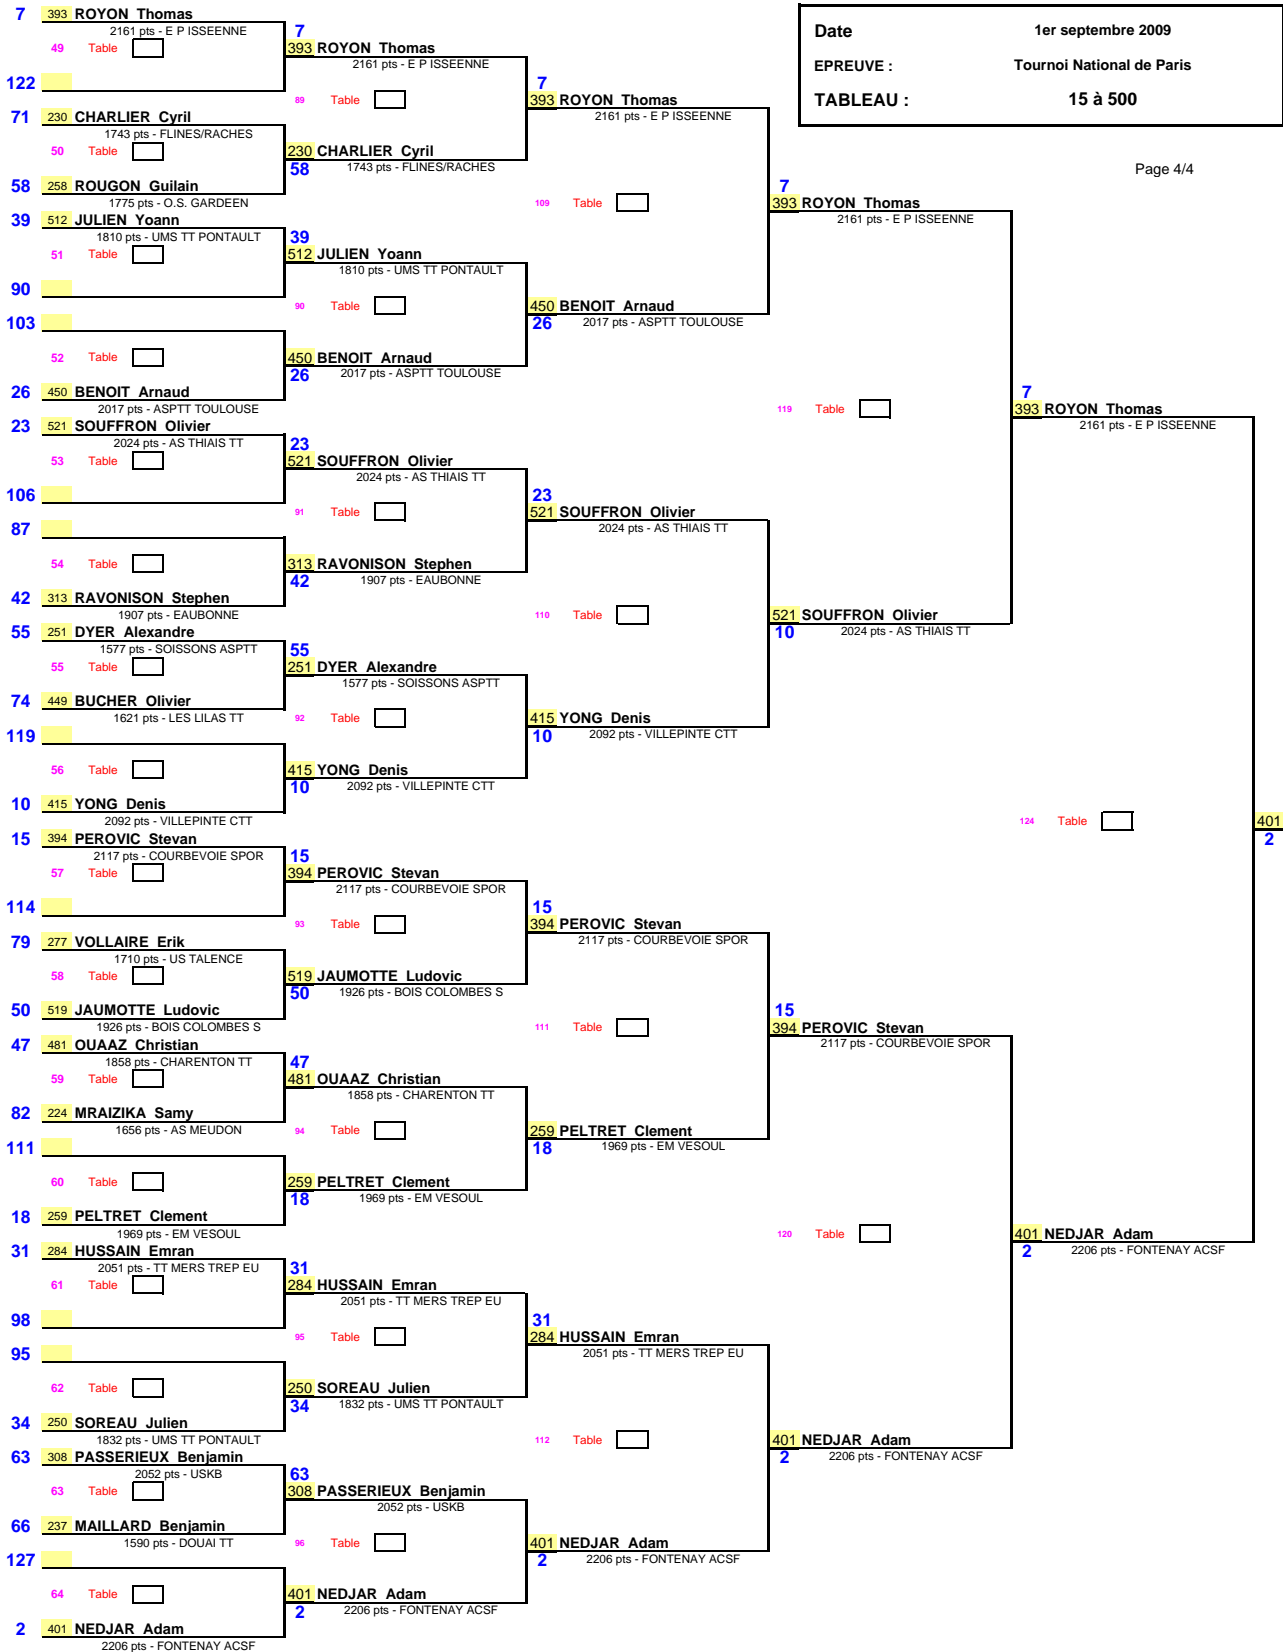 Date 1er septembre 2009
EPREUVE : Tournoi National de Paris
TABLEAU : 15 à 500
Page 4/4
7 393 ROYON Thomas
2161 pts - E P ISSEENNE
49 Table
122
71 230 CHARLIER Cyril
1743 pts - FLINES/RACHES
50 Table
58 258 ROUGON Guilain
1775 pts - O.S. GARDEEN
39 512 JULIEN Yoann
1810 pts - UMS TT PONTAULT
51 Table
90
103
52 Table
26 450 BENOIT Arnaud
2017 pts - ASPTT TOULOUSE
23 521 SOUFFRON Olivier
2024 pts - AS THIAIS TT
53 Table
106
87
54 Table
42 313 RAVONISON Stephen
1907 pts - EAUBONNE
55 251 DYER Alexandre
1577 pts - SOISSONS ASPTT
55 Table
74 449 BUCHER Olivier
1621 pts - LES LILAS TT
119
56 Table
10 415 YONG Denis
2092 pts - VILLEPINTE CTT
15 394 PEROVIC Stevan
2117 pts - COURBEVOIE SPOR
57 Table
114
79 277 VOLLAIRE Erik
1710 pts - US TALENCE
58 Table
50 519 JAUMOTTE Ludovic
1926 pts - BOIS COLOMBES S
47 481 OUAAZ Christian
1858 pts - CHARENTON TT
59 Table
82 224 MRAIZIKA Samy
1656 pts - AS MEUDON
111
60 Table
18 259 PELTRET Clement
1969 pts - EM VESOUL
31 284 HUSSAIN Emran
2051 pts - TT MERS TREP EU
61 Table
98
95
62 Table
34 250 SOREAU Julien
1832 pts - UMS TT PONTAULT
63 308 PASSERIEUX Benjamin
2052 pts - USKB
63 Table
66 237 MAILLARD Benjamin
1590 pts - DOUAI TT
127
64 Table
2 401 NEDJAR Adam
2206 pts - FONTENAY ACSF
7
393 ROYON Thomas
2161 pts - E P ISSEENNE
89 Table
230 CHARLIER Cyril
58 1743 pts - FLINES/RACHES
39
512 JULIEN Yoann
1810 pts - UMS TT PONTAULT
90 Table
450 BENOIT Arnaud
26 2017 pts - ASPTT TOULOUSE
23
521 SOUFFRON Olivier
2024 pts - AS THIAIS TT
91 Table
313 RAVONISON Stephen
42 1907 pts - EAUBONNE
55
251 DYER Alexandre
1577 pts - SOISSONS ASPTT
92 Table
415 YONG Denis
10 2092 pts - VILLEPINTE CTT
15
394 PEROVIC Stevan
2117 pts - COURBEVOIE SPOR
93 Table
519 JAUMOTTE Ludovic
50 1926 pts - BOIS COLOMBES S
47
481 OUAAZ Christian
1858 pts - CHARENTON TT
94 Table
259 PELTRET Clement
18 1969 pts - EM VESOUL
31
284 HUSSAIN Emran
2051 pts - TT MERS TREP EU
95 Table
250 SOREAU Julien
34 1832 pts - UMS TT PONTAULT
63
308 PASSERIEUX Benjamin
2052 pts - USKB
96 Table
401 NEDJAR Adam
2 2206 pts - FONTENAY ACSF
7
393 ROYON Thomas
2161 pts - E P ISSEENNE
109 Table
450 BENOIT Arnaud
26 2017 pts - ASPTT TOULOUSE
23
521 SOUFFRON Olivier
2024 pts - AS THIAIS TT
110 Table
415 YONG Denis
10 2092 pts - VILLEPINTE CTT
15
394 PEROVIC Stevan
2117 pts - COURBEVOIE SPOR
111 Table
259 PELTRET Clement
18 1969 pts - EM VESOUL
31
284 HUSSAIN Emran
2051 pts - TT MERS TREP EU
112 Table
401 NEDJAR Adam
2 2206 pts - FONTENAY ACSF
7
393 ROYON Thomas
2161 pts - E P ISSEENNE
119 Table
521 SOUFFRON Olivier
10 2024 pts - AS THIAIS TT
15
394 PEROVIC Stevan
2117 pts - COURBEVOIE SPOR
120 Table
401 NEDJAR Adam
2 2206 pts - FONTENAY ACSF
7
393 ROYON Thomas
2161 pts - E P ISSEENNE
124 Table
401 NEDJAR Adam
2 2206 pts - FONTENAY ACSF
401
2